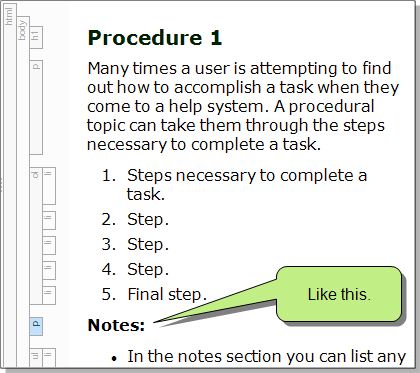 html
body
h1
Procedure 1
p
Many times a user is attempting to find
out how to accomplish a task when they
come to a help system. A procedural
topic can take them through the steps
necessary to complete a task.
ol
li
1. Steps necessary to complete a
task.
li
2. Step.
li
3. Step.
li
4. Step.
li
5. Final step.
Like this.
p
Notes:
ul
li
• In the notes section you can list any